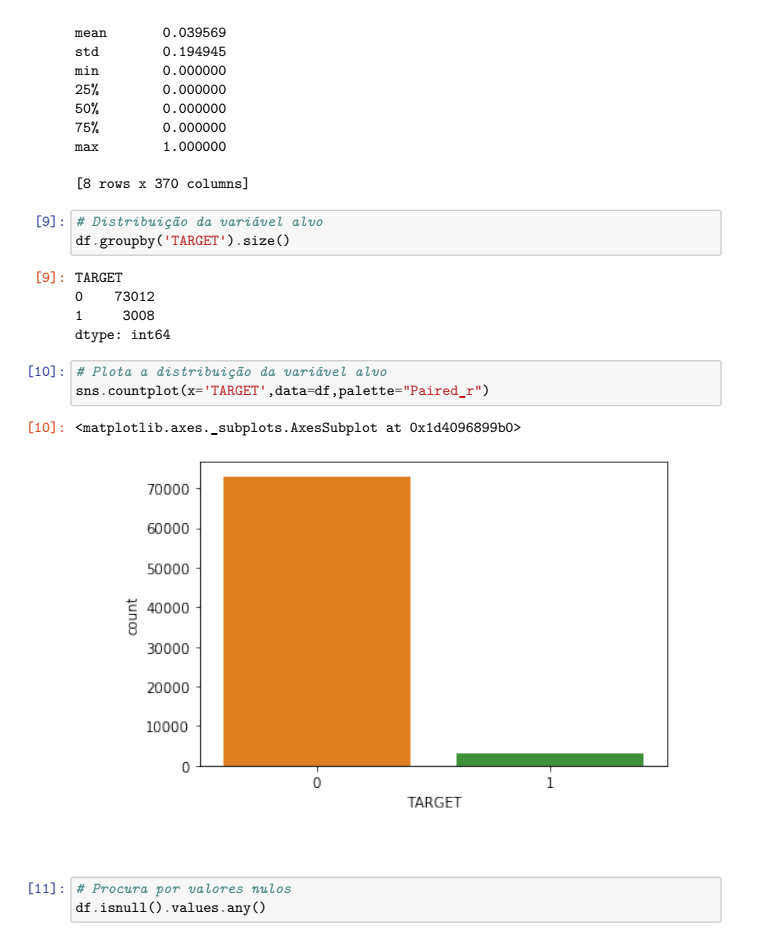 mean 0.039569
std 0.194945
min 0.000000
25% 0.000000
50% 0.000000
75% 0.000000
max 1.000000
[8 rows x 370 columns]
[9]: # Distribuição da variável alvo
df.groupby('TARGET').size()
[9]: TARGET
0 73012
1 3008
dtype: int64
[10]: # Plota a distribuição da variável alvo
sns.countplot(x='TARGET',data=df,palette="Paired_r")
[10]: <matplotlib.axes._subplots.AxesSubplot at 0x1d4096899b0>
70000
60000
50000
40000
30000
20000
10000
0
count
0 1
TARGET
[11]: # Procura por valores nulos
df.isnull().values.any()